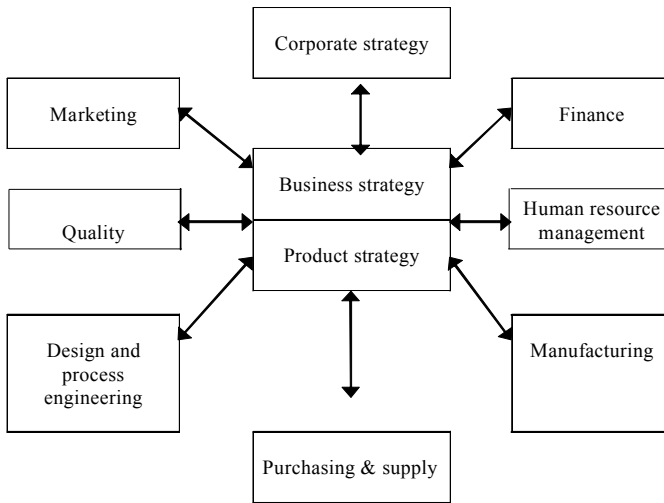 Corporate strategy
Marketing
Finance
Business strategy
Quality
Human resource
management
Product strategy
Design and
process
engineering
Manufacturing
Purchasing & supply